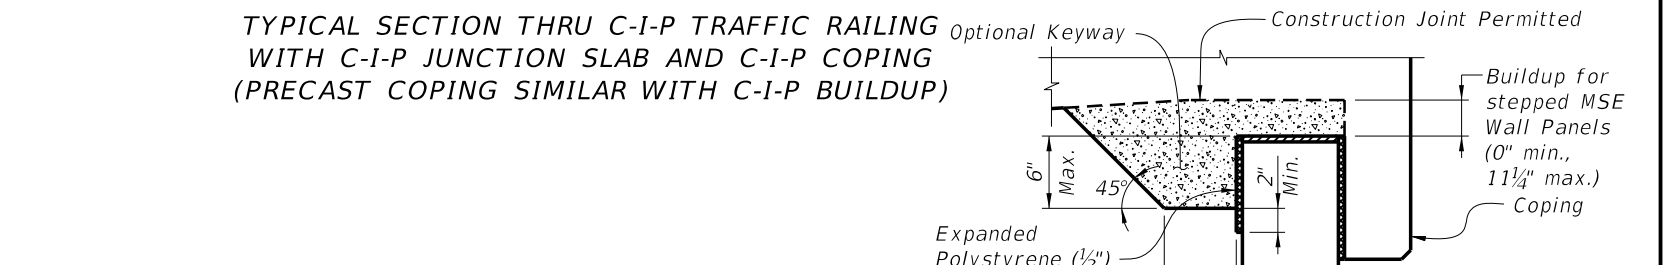 TYPICAL SECTION THRU C-I-P TRAFFIC RAILING
WITH C-I-P JUNCTION SLAB AND C-I-P COPING
(PRECAST COPING SIMILAR WITH C-I-P BUILDUP)
Optional Keyway
Construction Joint Permitted
Buildup for
stepped MSE
Wall Panels
(0" min.,
11¼" max.)
Coping
6"
Max.
45°
2"
Min.
Expanded
Polystyrene (½")